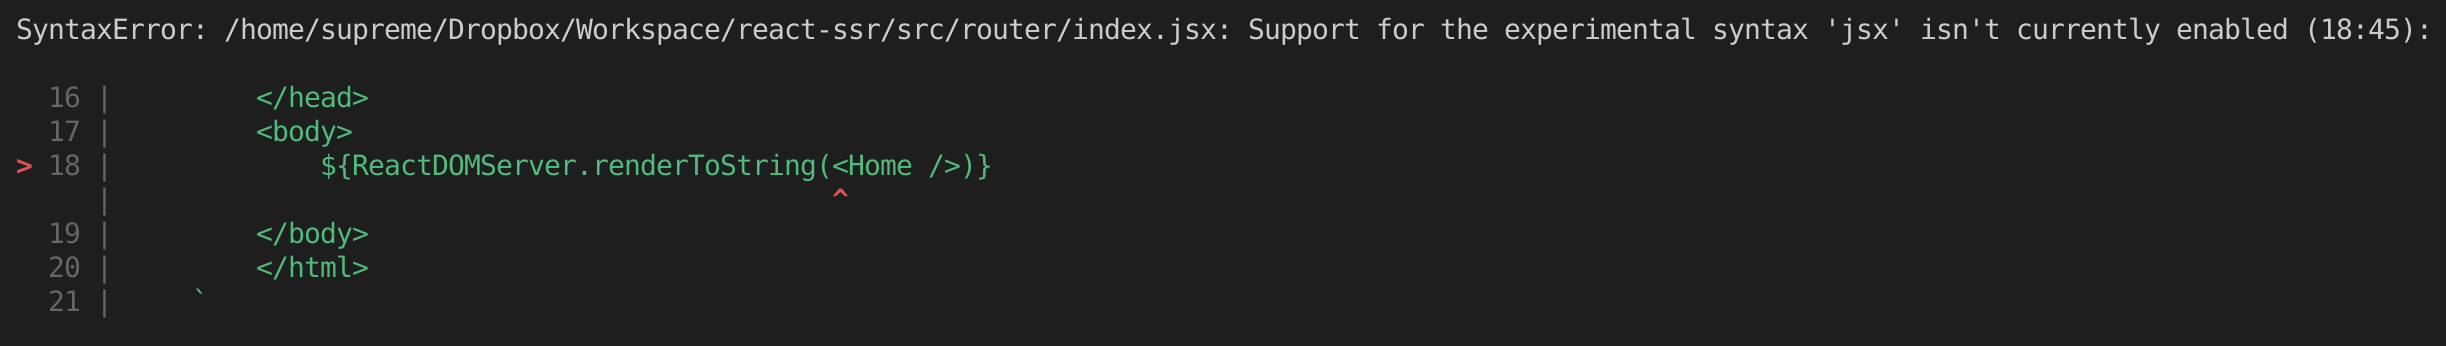 SyntaxError: /home/supreme/Dropbox/Workspace/react-ssr/src/router/index.jsx: Support for the experimental syntax 'jsx' isn't currently enabled (18:45):
  16 |         </head>
  17 |         <body>
> 18 |             ${ReactDOMServer.renderToString(<Home />)}
     |                                             ^
  19 |         </body>
  20 |         </html>
  21 |     `